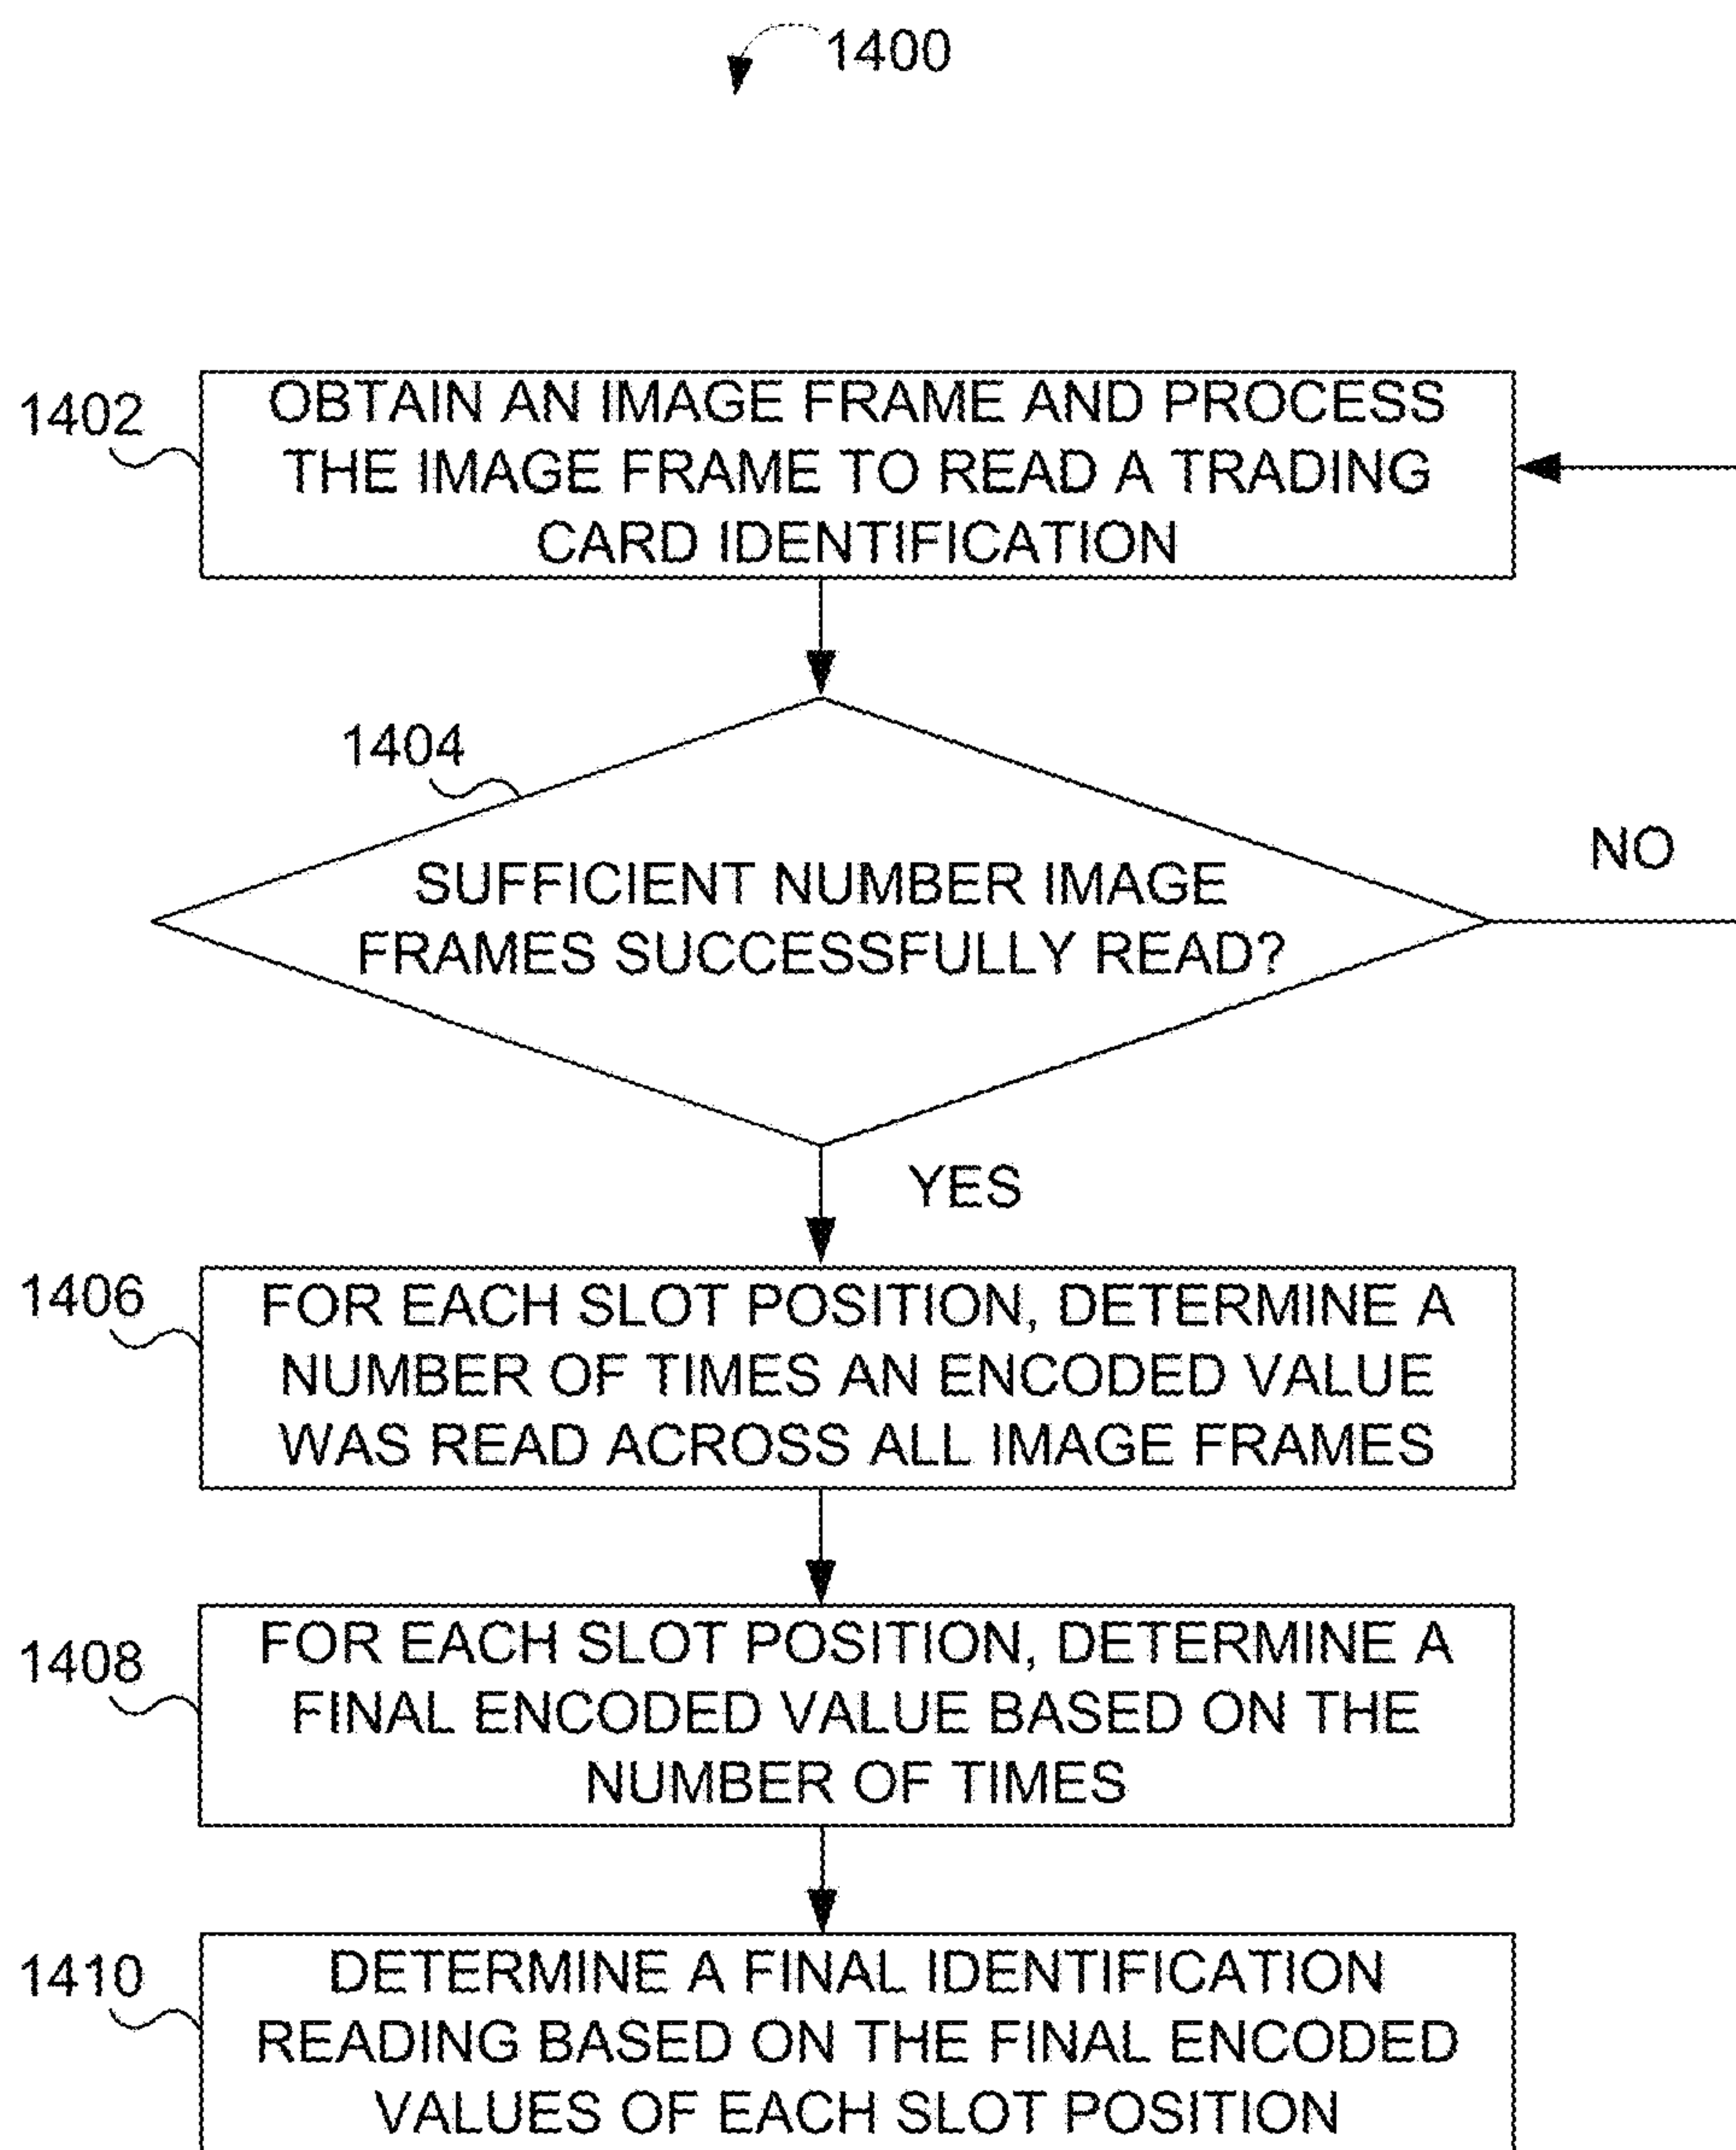 1400
1402
OBTAIN AN IMAGE FRAME AND PROCESS
THE IMAGE FRAME TO READ A TRADING
CARD IDENTIFICATION
1404
SUFFICIENT NUMBER IMAGE
FRAMES SUCCESSFULLY READ?
NO
YES
1406
FOR EACH SLOT POSITION, DETERMINE A
NUMBER OF TIMES AN ENCODED VALUE
WAS READ ACROSS ALL IMAGE FRAMES
1408
FOR EACH SLOT POSITION, DETERMINE A
FINAL ENCODED VALUE BASED ON THE
NUMBER OF TIMES
1410
DETERMINE A FINAL IDENTIFICATION
READING BASED ON THE FINAL ENCODED
VALUES OF EACH SLOT POSITION